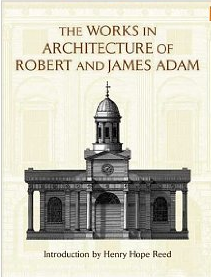 THE WORKS IN
ARCHITECTURE OF
ROBERT AND JAMES ADAM
Introduction by Henry Hope Reed